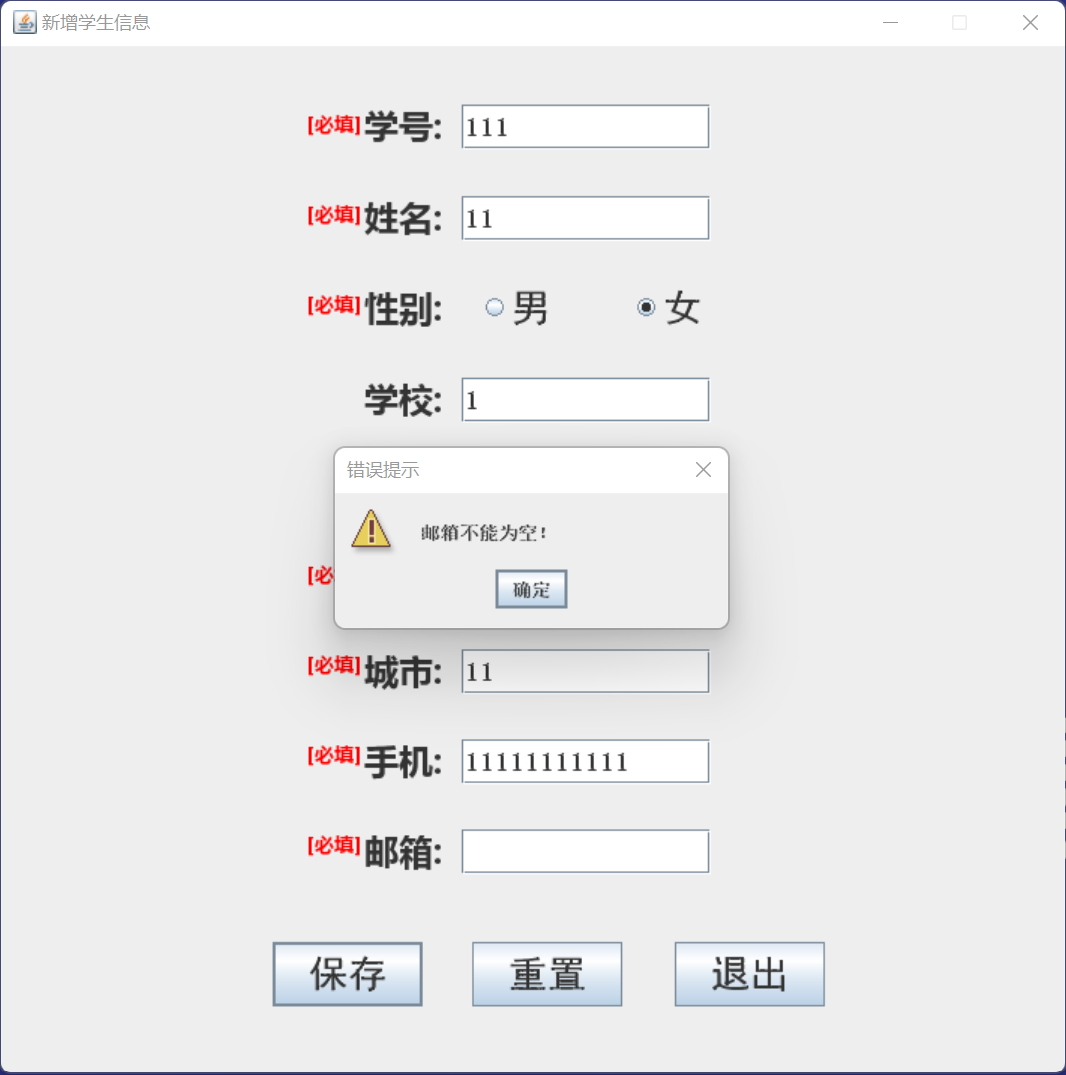 新增学生信息
[必填]学号: 111
[必填]姓名: 11
[必填]性别: 男 女
学校: 1
错误提示
邮箱不能为空!
[必
确定
[必填]城市: 11
[必填]手机: 11111111111
[必填]邮箱:
保存 重置 退出